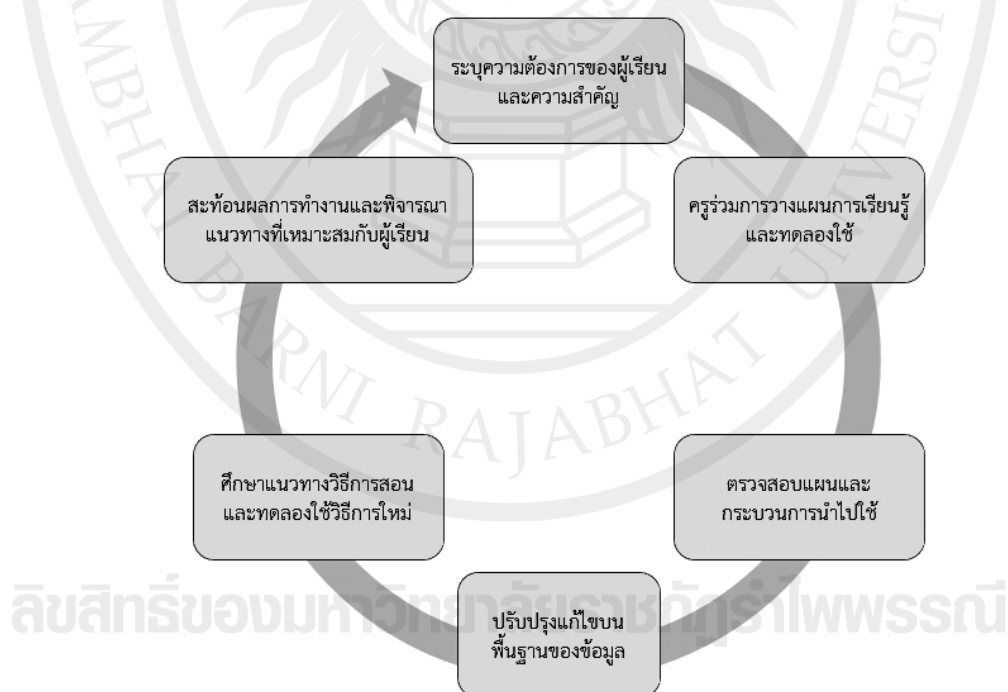 ระบุความต้องการของผู้เรียน
และความสำคัญ
ครูร่วมการวางแผนการเรียนรู้
และทดลองใช้
ตรวจสอบแผนและ
กระบวนการนำไปใช้
ปรับปรุงแก้ไขบน
พื้นฐานของข้อมูล
ศึกษาแนวทางวิธีการสอน
และทดลองใช้วิธีการใหม่
สะท้อนผลการทำงานและพิจารณา
แนวทางที่เหมาะสมกับผู้เรียน
BARNI RAJABHAT
ลิขสิทธิ์ของมหาวิทยาลัยราชภัฏรำไพพรรณี